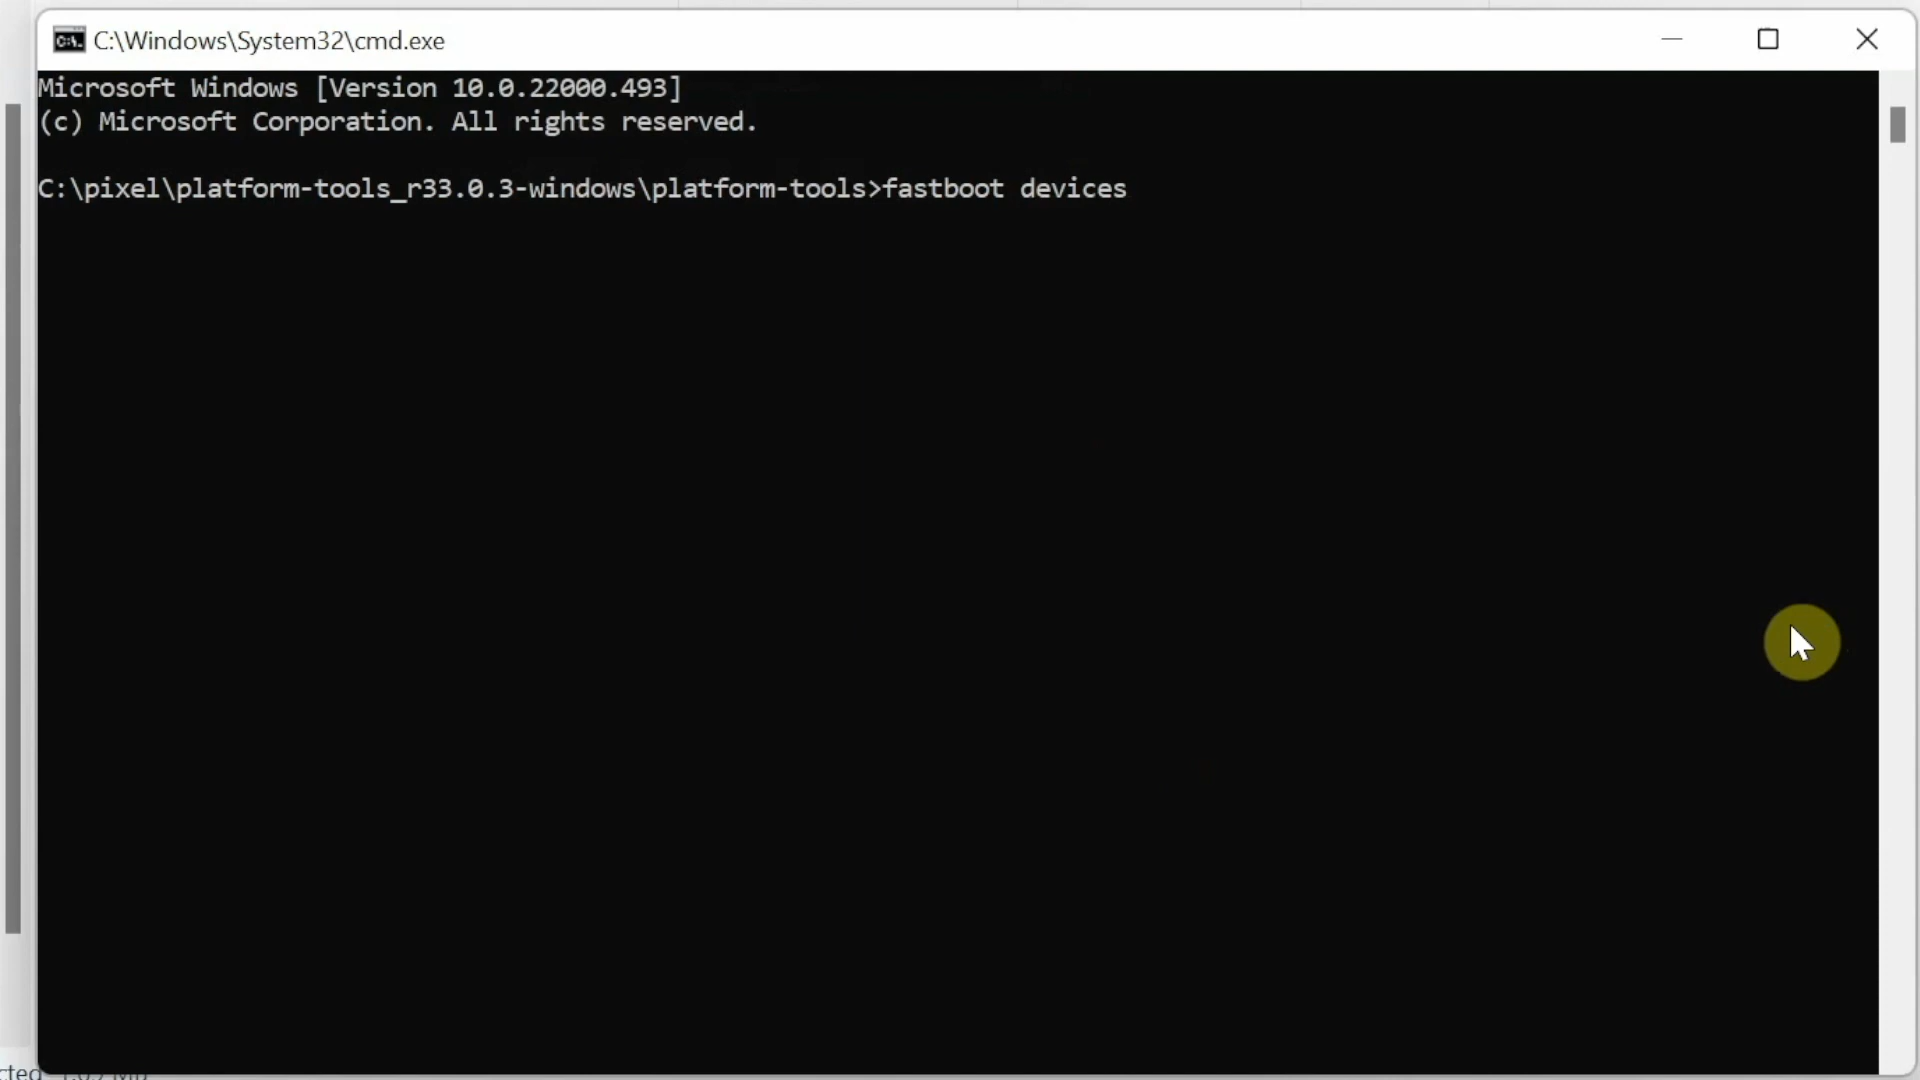 C:\Windows\System32\cmd.exe
Microsoft Windows [Version 10.0.22000.493]
(c) Microsoft Corporation. All rights reserved.
C:\pixel\platform-tools_r33.0.3-windows\platform-tools>fastboot devices